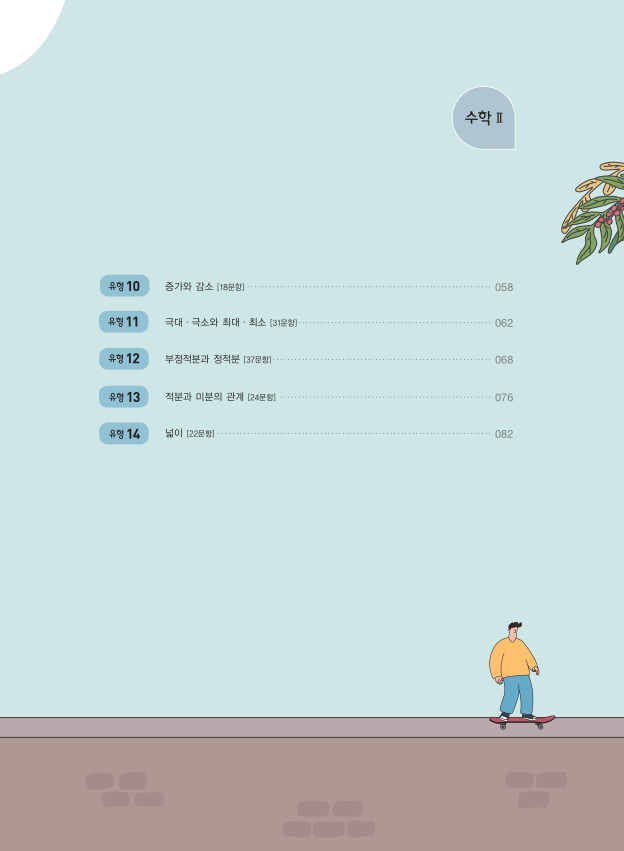 수학 Ⅱ
유형 10 증가와 감소 [18문항] 058
유형 11 극대 · 극소와 최대 · 최소 [31문항] 062
유형 12 부정적분과 정적분 [37문항] 068
유형 13 적분과 미분의 관계 [24문항] 076
유형 14 넓이 [22문항] 082